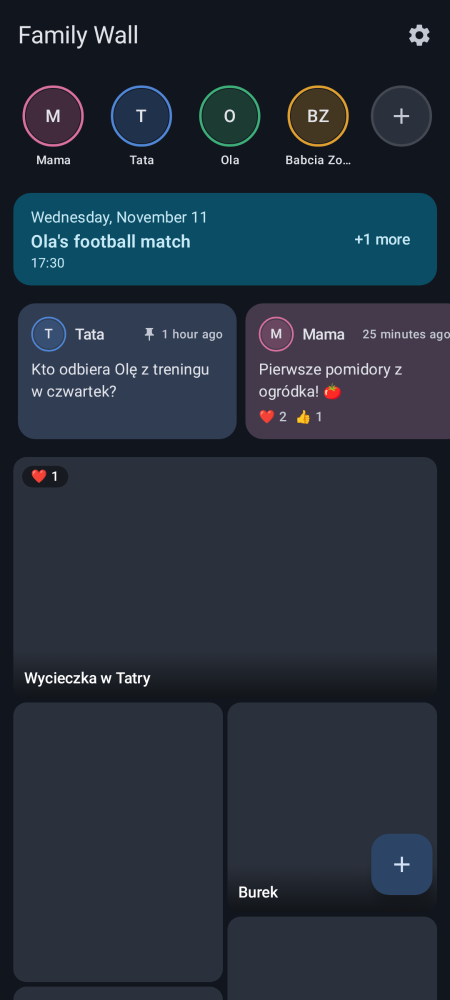 Family Wall
M
T
O
BZ
+
Mama
Tata
Ola
Babcia Zo...
Wednesday, November 11
Ola's football match
+1 more
17:30
T
Tata
1 hour ago
Kto odbiera Olę z treningu
w czwartek?
M
Mama
25 minutes ago
Pierwsze pomidory z
ogródka! 🍅
❤️ 2 👍 1
❤️ 1
Wycieczka w Tatry
Burek
+